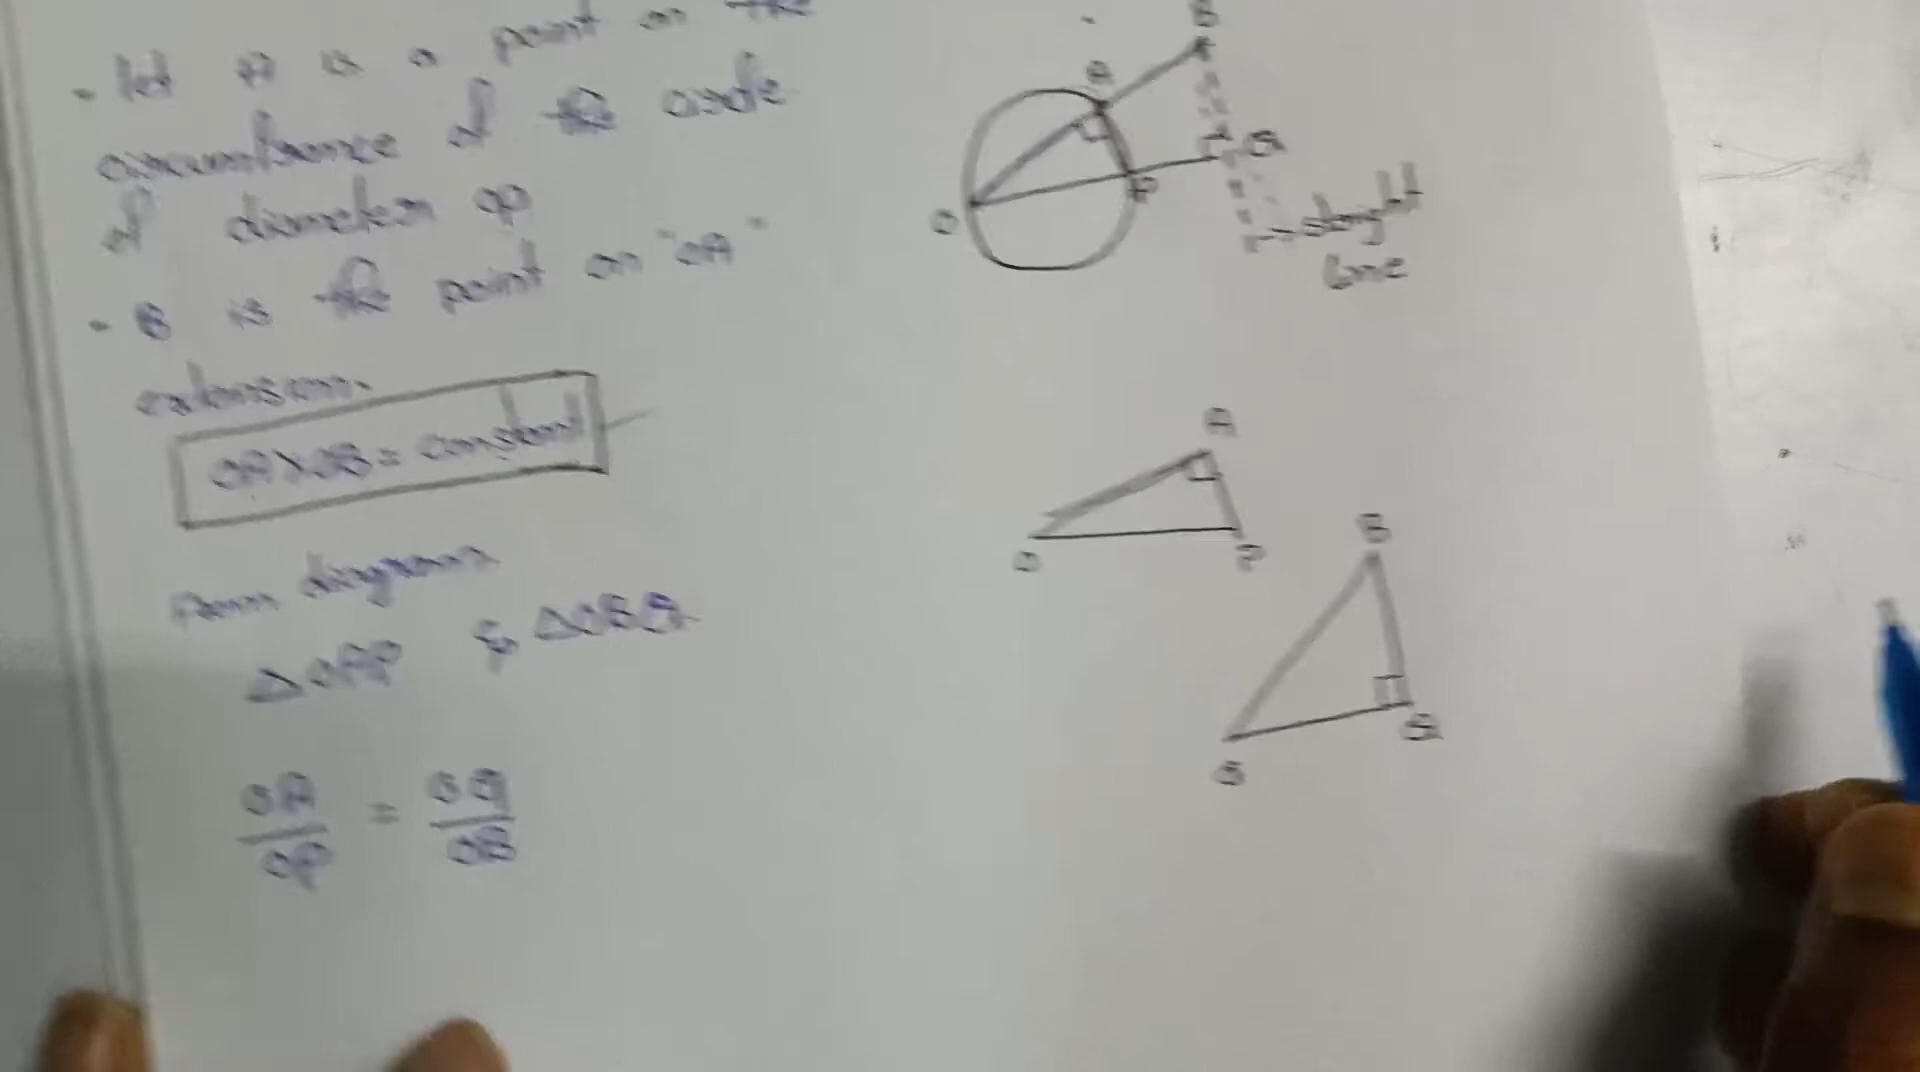 - let A is a point on the
circumfrance of the circle
of diameter OP
- B is the point on "OA"
extension.
OA X OB = constant
From diagram
Δ OAP & Δ OBQ
OA/OP = OQ/OB
B
A
Q
P
O
straight
line
A
O
P
B
Q
O